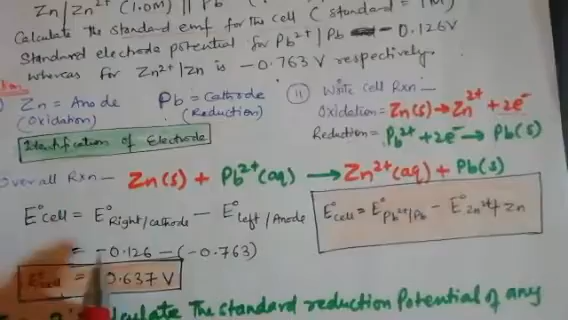 Zn/Zn²⁺ (1.0M) || Pb
Calculate the standard emf for the cell (standard = 1M)
Standard electrode potential for Pb²⁺/Pb - 0.126V
whereas for Zn²⁺/Zn is -0.763 V respectively.
Zn = Anode Pb = Cathode
(Oxidation) (Reduction)
Identification of Electrode
(ii) Write Cell Rxn -
Oxidation = Zn(s) → Zn²⁺ + 2e⁻
Reduction = Pb²⁺ + 2e⁻ → Pb(s)
Overall Rxn - Zn(s) + Pb²⁺(aq) → Zn²⁺(aq) + Pb(s)
E°cell = E°Right/cathode - E°left/Anode
= -0.126 - (-0.763)
= 0.637 V
E°cell = E°Pb²⁺/Pb - E°Zn²⁺/Zn
The standard reduction Potential of any